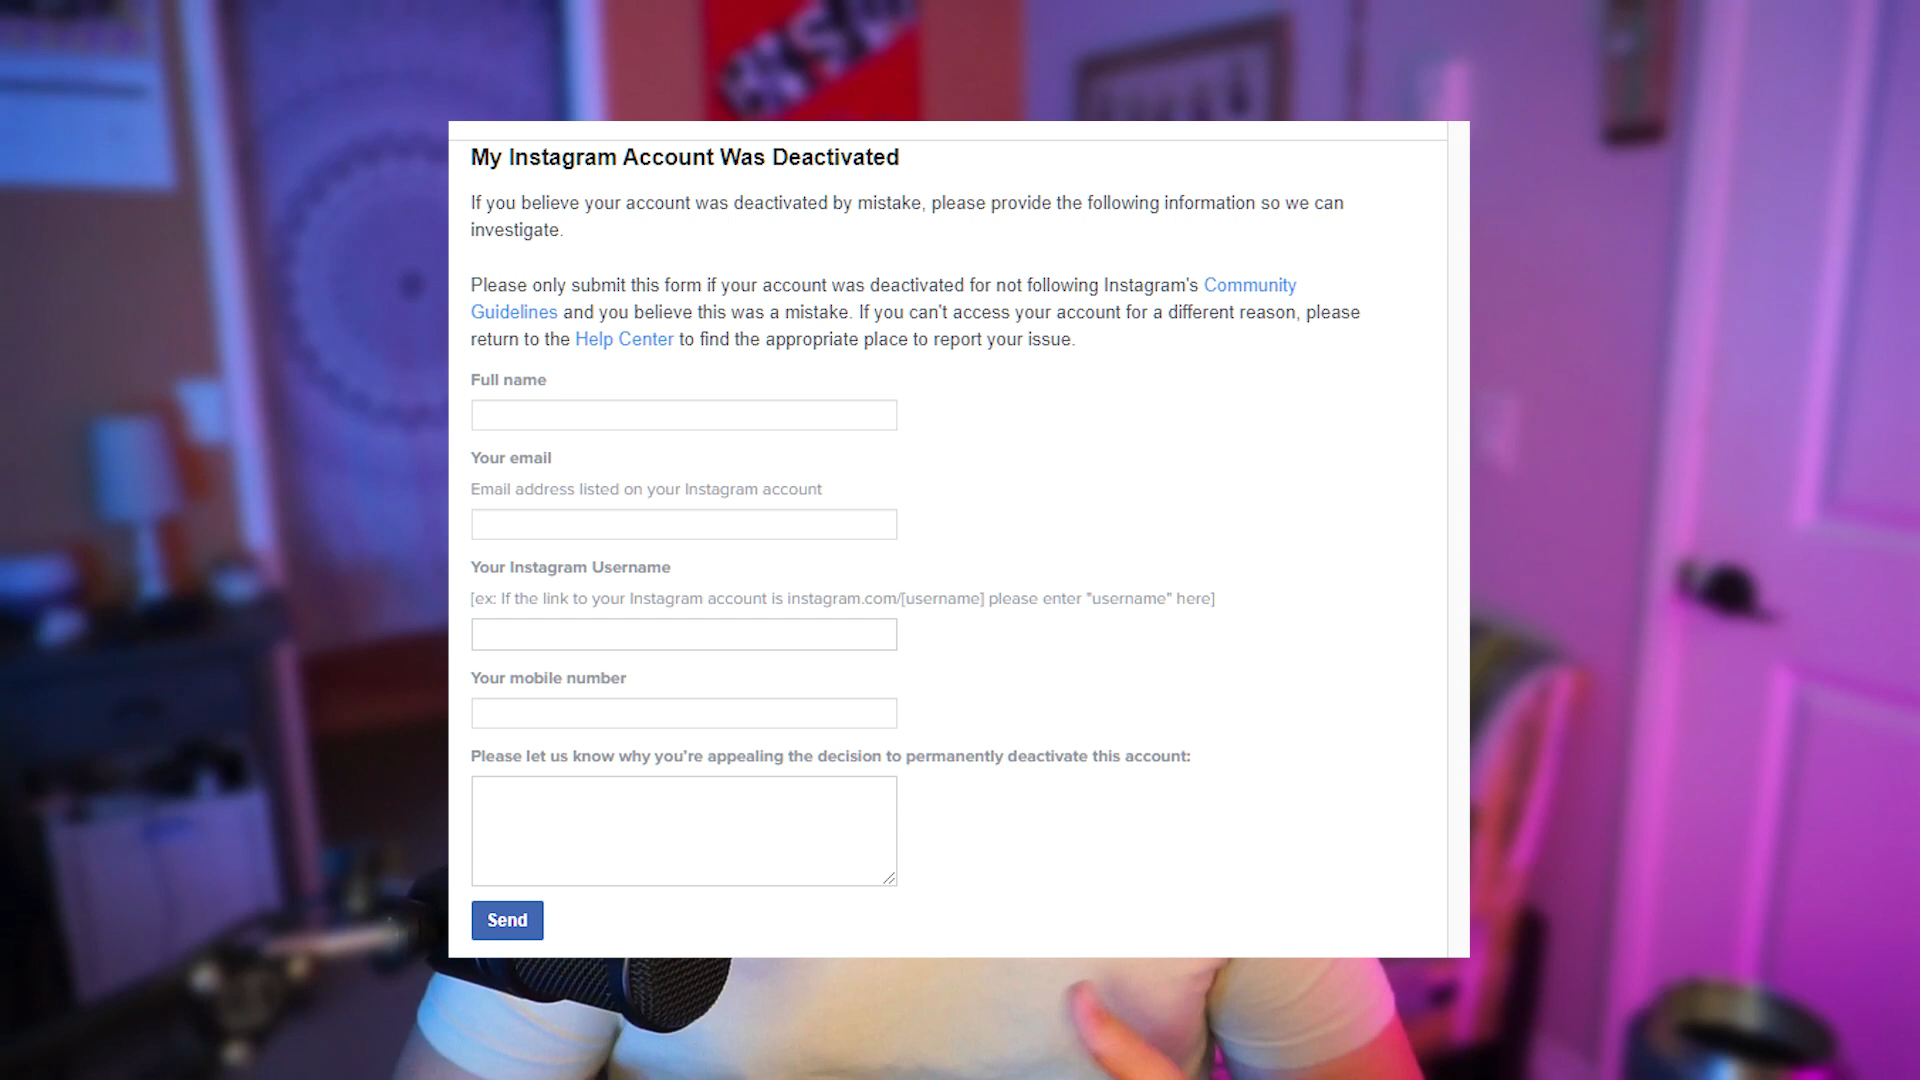 My Instagram Account Was Deactivated
If you believe your account was deactivated by mistake, please provide the following information so we can
investigate.
Please only submit this form if your account was deactivated for not following Instagram's Community
Guidelines and you believe this was a mistake. If you can't access your account for a different reason, please
return to the Help Center to find the appropriate place to report your issue.
Full name
Your email
Email address listed on your Instagram account
Your Instagram Username
[ex: If the link to your Instagram account is instagram.com/[username] please enter "username" here]
Your mobile number
Please let us know why you're appealing the decision to permanently deactivate this account:
Send